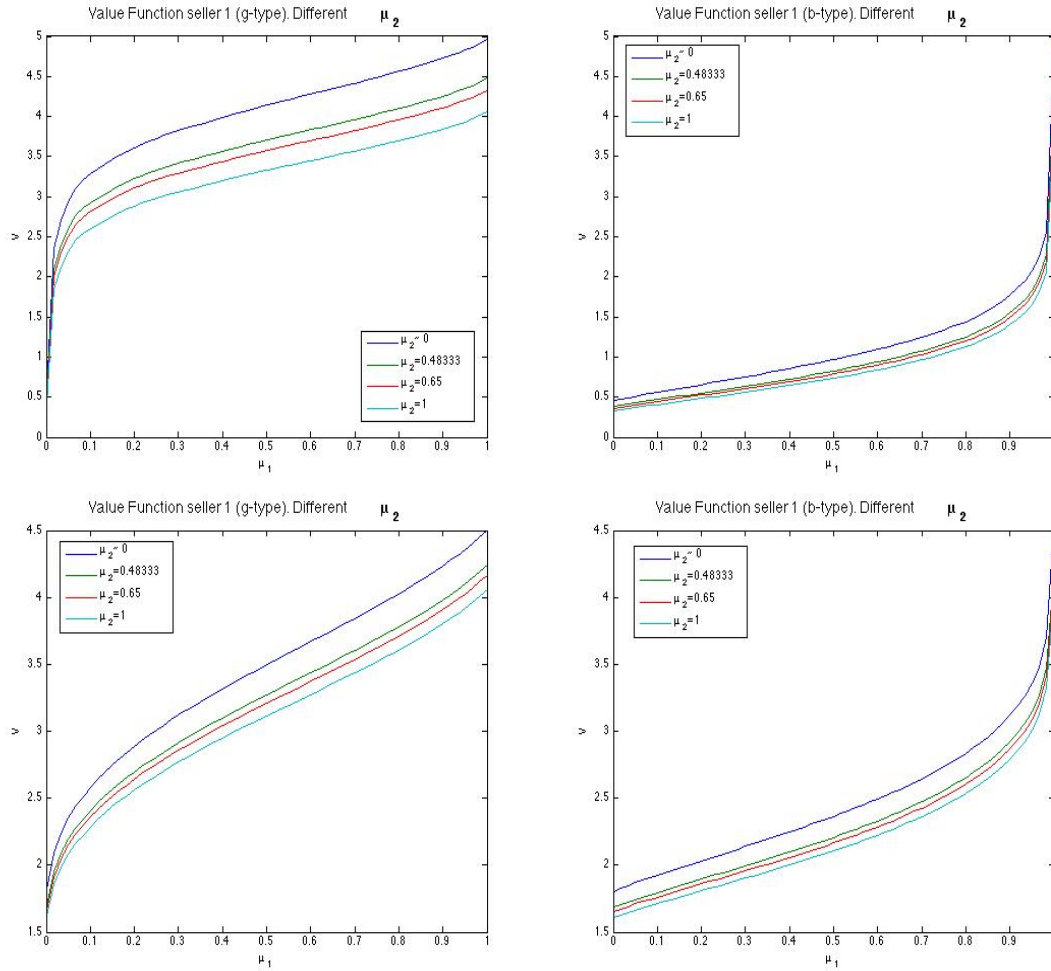 Value Function seller 1 (g-type). Different μ2
5
4.5
4
3.5
3
2.5
2
1.5
1
0.5
0
V
μ2~ 0
μ2=0.48333
μ2=0.65
μ2=1
0 0.1 0.2 0.3 0.4 0.5 0.6 0.7 0.8 0.9 1
μ1
Value Function seller 1 (b-type). Different μ2
5
4.5
4
3.5
3
2.5
2
1.5
1
0.5
0
V
μ2~ 0
μ2=0.48333
μ2=0.65
μ2=1
0 0.1 0.2 0.3 0.4 0.5 0.6 0.7 0.8 0.9
μ1
Value Function seller 1 (g-type). Different μ2
4.5
4
3.5
3
2.5
2
1.5
V
μ2~ 0
μ2=0.48333
μ2=0.65
μ2=1
0 0.1 0.2 0.3 0.4 0.5 0.6 0.7 0.8 0.9 1
μ1
Value Function seller 1 (b-type). Different μ2
4.5
4
3.5
3
2.5
2
1.5
V
μ2~ 0
μ2=0.48333
μ2=0.65
μ2=1
0 0.1 0.2 0.3 0.4 0.5 0.6 0.7 0.8 0.9
μ1